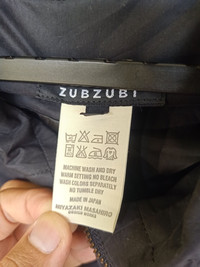 ZUBZUBI
MACHINE WASH AND DRY
WARM SETTING NO BLEACH
WASH COLORS SEPARATELY
NO TUMBLE DRY
MADE IN JAPAN
MIYAZAKI MASAHIRO